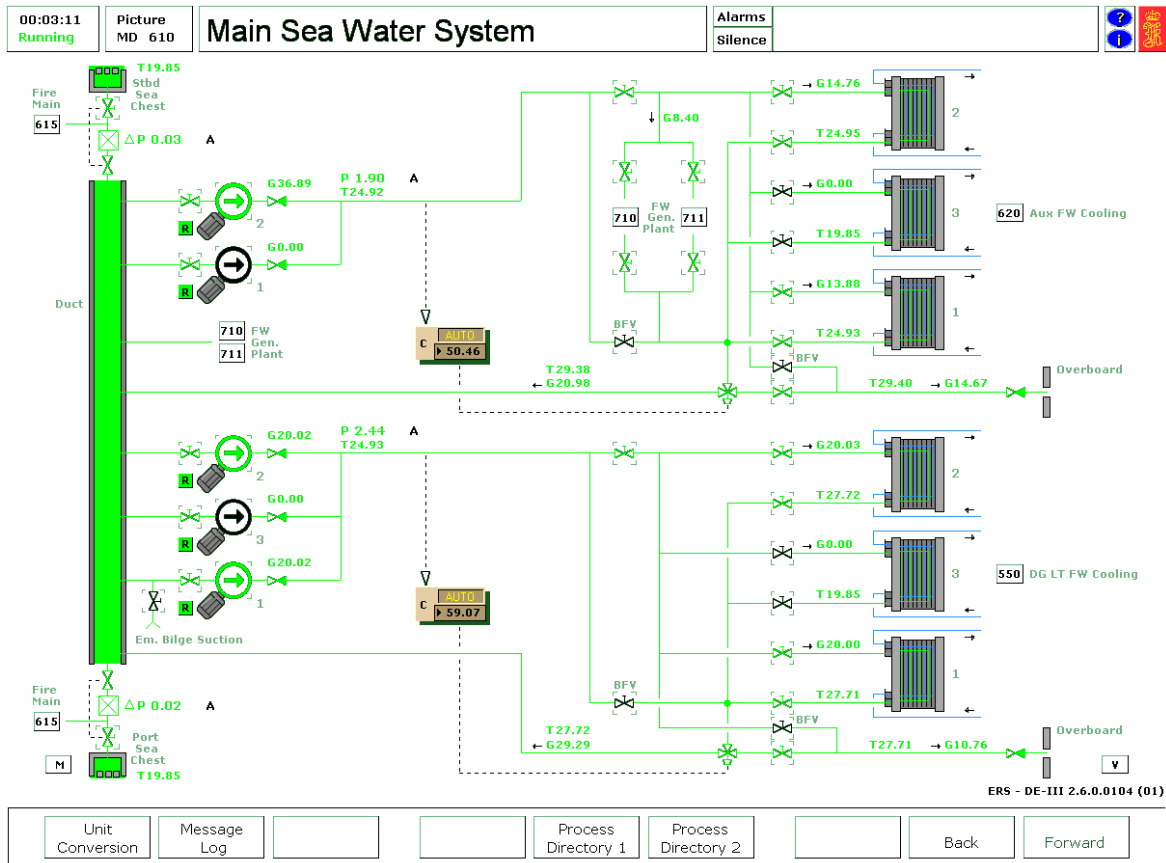 00:03:11
Running
Picture
MD 610
Main Sea Water System
Alarms
Silence
?
i
T19.85
Stbd
Sea
Chest
Fire
Main
615
△P 0.03
A
G36.89
P 1.90
A
T24.92
R
2
G0.00
R
1
Duct
710
FW
Gen.
711
Plant
C
AUTO
50.46
G8.40
FW
710
Gen.
711
Plant
BFV
G14.76
2
T24.95
G0.00
3
620
Aux FW Cooling
T19.85
G13.88
1
T24.93
BFV
T29.38
G20.98
T29.40
G14.67
Overboard
G20.02
P 2.44
A
T24.93
R
2
G0.00
R
3
G20.02
R
1
Em. Bilge Suction
C
AUTO
59.07
BFV
G20.03
2
T27.72
G0.00
3
550
DG LT FW Cooling
T19.85
G20.00
1
T27.71
BFV
T27.72
G29.29
T27.71
G10.76
Overboard
Fire
Main
615
△P 0.02
A
Port
Sea
Chest
T19.85
M
V
ERS - DE-III 2.6.0.0104 (01)
Unit
Conversion
Message
Log
Process
Directory 1
Process
Directory 2
Back
Forward